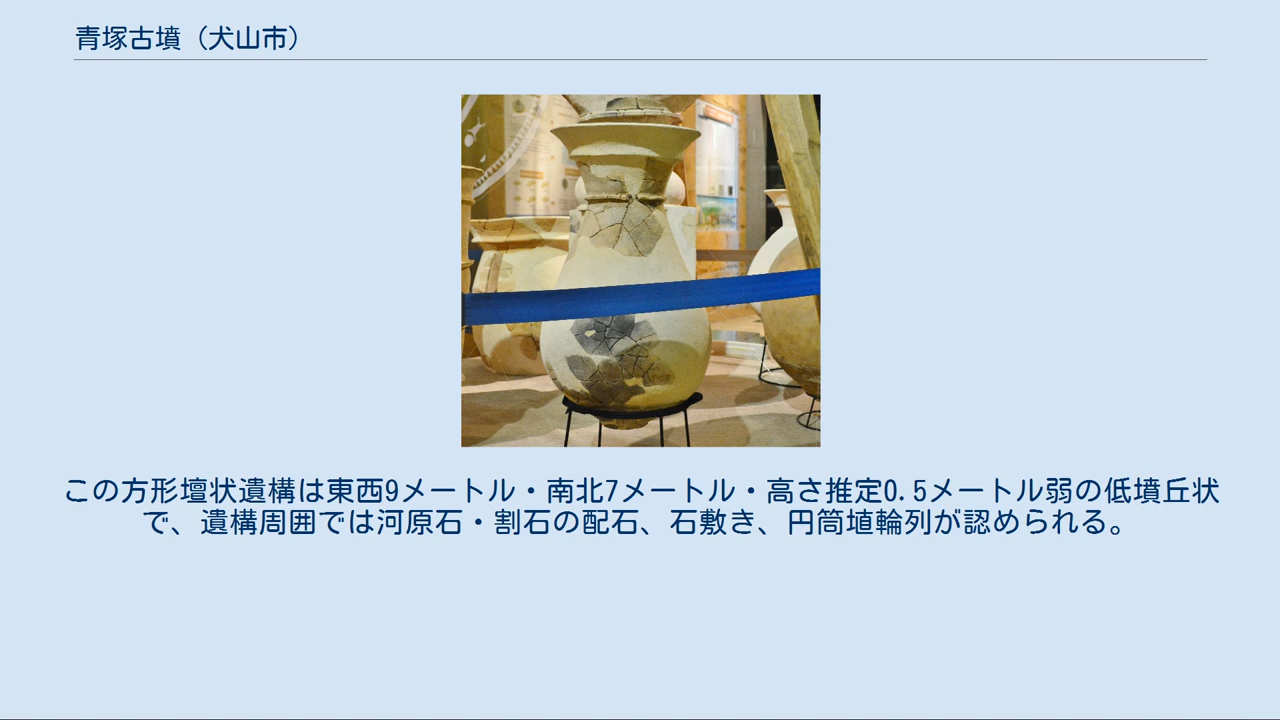 青塚古墳（犬山市）
この方形壇状遺構は東西9メートル・南北7メートル・高さ推定0.5メートル弱の低墳丘状
で、遺構周囲では河原石・割石の配石、石敷き、円筒埴輪列が認められる。